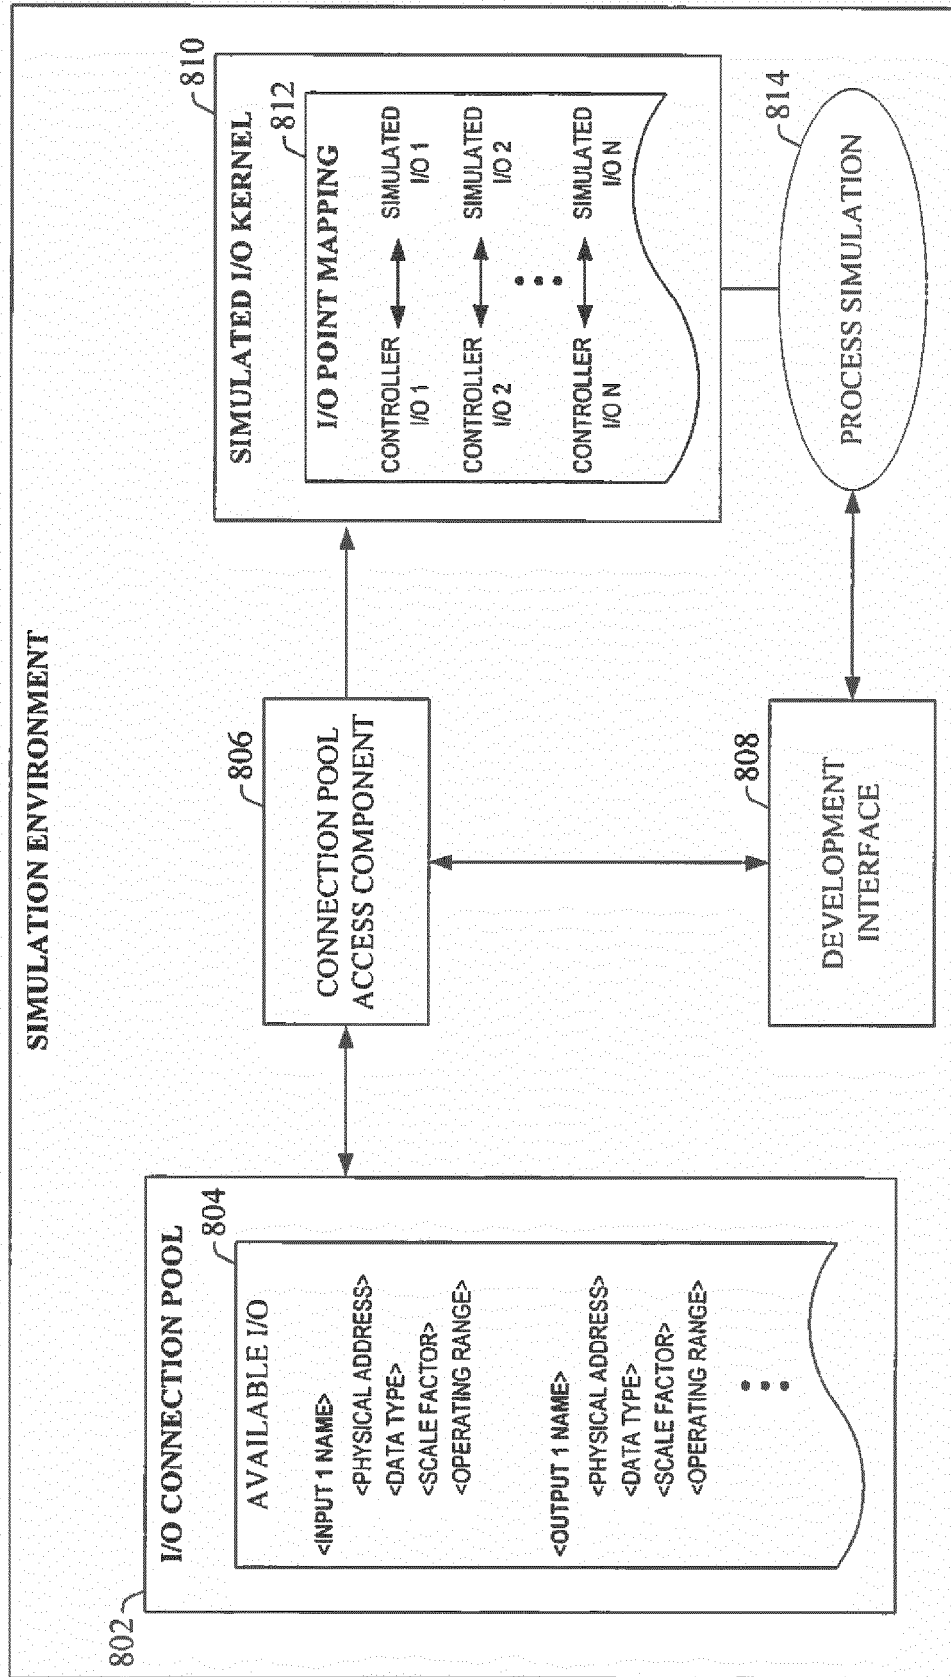 SIMULATION ENVIRONMENT
802
I/O CONNECTION POOL
804
AVAILABLE I/O
<INPUT 1 NAME>
<PHYSICAL ADDRESS>
<DATA TYPE>
<SCALE FACTOR>
<OPERATING RANGE>
<OUTPUT 1 NAME>
<PHYSICAL ADDRESS>
<DATA TYPE>
<SCALE FACTOR>
<OPERATING RANGE>
806
CONNECTION POOL
ACCESS COMPONENT
808
DEVELOPMENT
INTERFACE
810
SIMULATED I/O KERNEL
812
I/O POINT MAPPING
CONTROLLER SIMULATED
I/O 1 I/O 1
CONTROLLER SIMULATED
I/O 2 I/O 2
CONTROLLER SIMULATED
I/O N I/O N
814
PROCESS SIMULATION